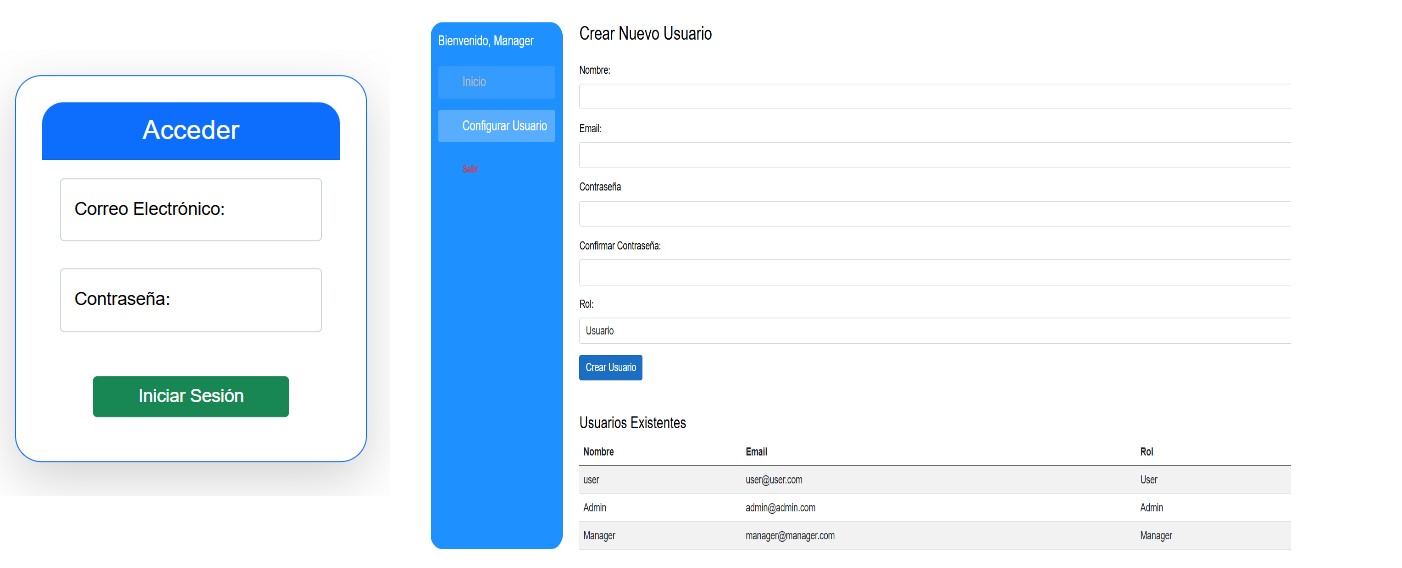 Acceder
Correo Electrónico:
Contraseña:
Iniciar Sesión
Bienvenido, Manager
Inicio
Configurar Usuario
Salir
Crear Nuevo Usuario
Nombre:
Email:
Contraseña
Confirmar Contraseña:
Rol:
Usuario
Crear Usuario
Usuarios Existentes
Nombre Email Rol
user user@user.com User
Admin admin@admin.com Admin
Manager manager@manager.com Manager